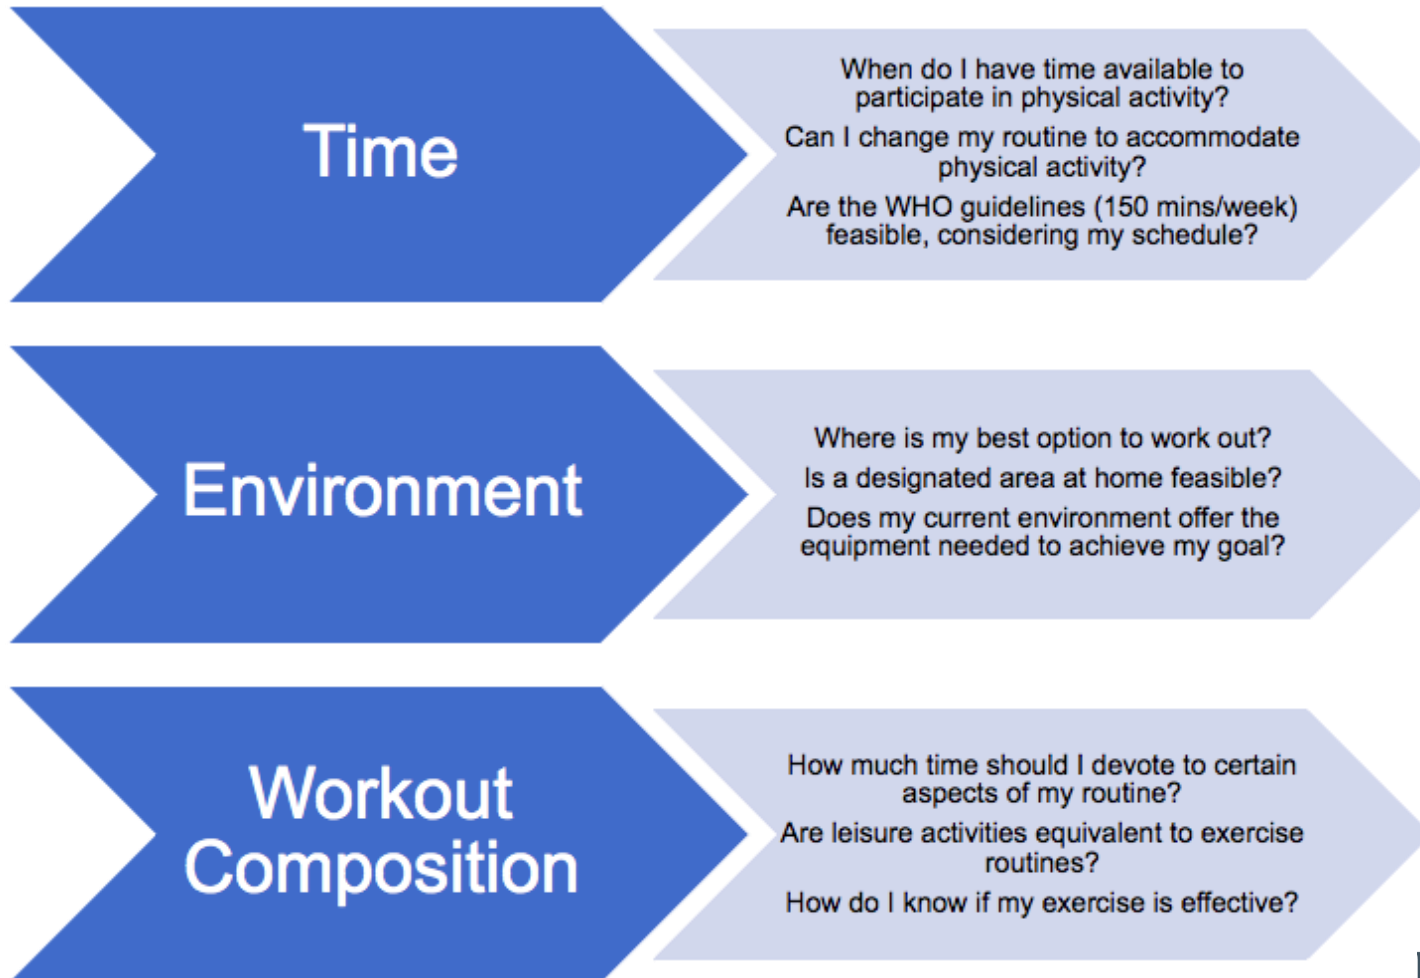 Time
When do I have time available to
participate in physical activity?
Can I change my routine to accommodate
physical activity?
Are the WHO guidelines (150 mins/week)
feasible, considering my schedule?
Environment
Where is my best option to work out?
Is a designated area at home feasible?
Does my current environment offer the
equipment needed to achieve my goal?
Workout
Composition
How much time should I devote to certain
aspects of my routine?
Are leisure activities equivalent to exercise
routines?
How do I know if my exercise is effective?